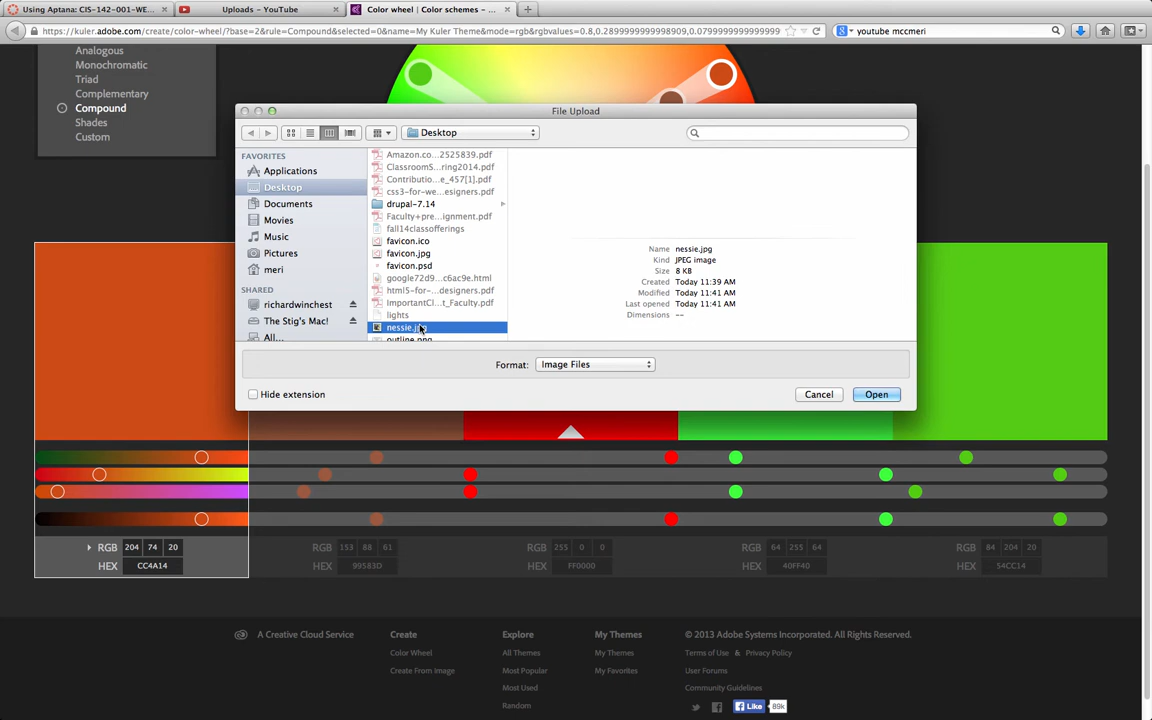 Using Aptana: CIS-142-001-WE...
Uploads - YouTube
Color wheel | Color schemes - ...
https://kuler.adobe.com/create/color-wheel/?base=2&rule=Compound&selected=0&name=My Kuler Theme&mode=rgb&rgbvalues=0.8,0.2899999999998909,0.0799999999999999
youtube mccmeri
Analogous
Monochromatic
Triad
Complementary
Compound
Shades
Custom
File Upload
Desktop
FAVORITES
Applications
Desktop
Documents
Movies
Music
Pictures
meri
SHARED
richardwinchest
The Stig's Mac!
All...
Amazon.co...2525839.pdf
ClassroomS...ring2014.pdf
Contributio...e_457[1].pdf
css3-for-we...esigners.pdf
drupal-7.14
Faculty+pre...ignment.pdf
fall14classofferings
favicon.ico
favicon.jpg
favicon.psd
google72d9...c6ac9e.html
html5-for-...designers.pdf
ImportantCl...t_Faculty.pdf
lights
nessie.jpg
outline.png
Name nessie.jpg
Kind JPEG image
Size 8 KB
Created Today 11:39 AM
Modified Today 11:41 AM
Last opened Today 11:41 AM
Dimensions --
Format: Image Files
Hide extension
Cancel
Open
RGB 204 74 20
HEX CC4A14
RGB 153 88 61
HEX 99583D
RGB 255 0 0
HEX FF0000
RGB 64 255 64
HEX 40FF40
RGB 84 204 20
HEX 54CC14
A Creative Cloud Service
Create
Color Wheel
Create From Image
Explore
All Themes
Most Popular
Most Used
Random
My Themes
My Themes
My Favorites
© 2013 Adobe Systems Incorporated. All Rights Reserved.
Terms of Use & Privacy Policy
User Forums
Community Guidelines
Like 89k